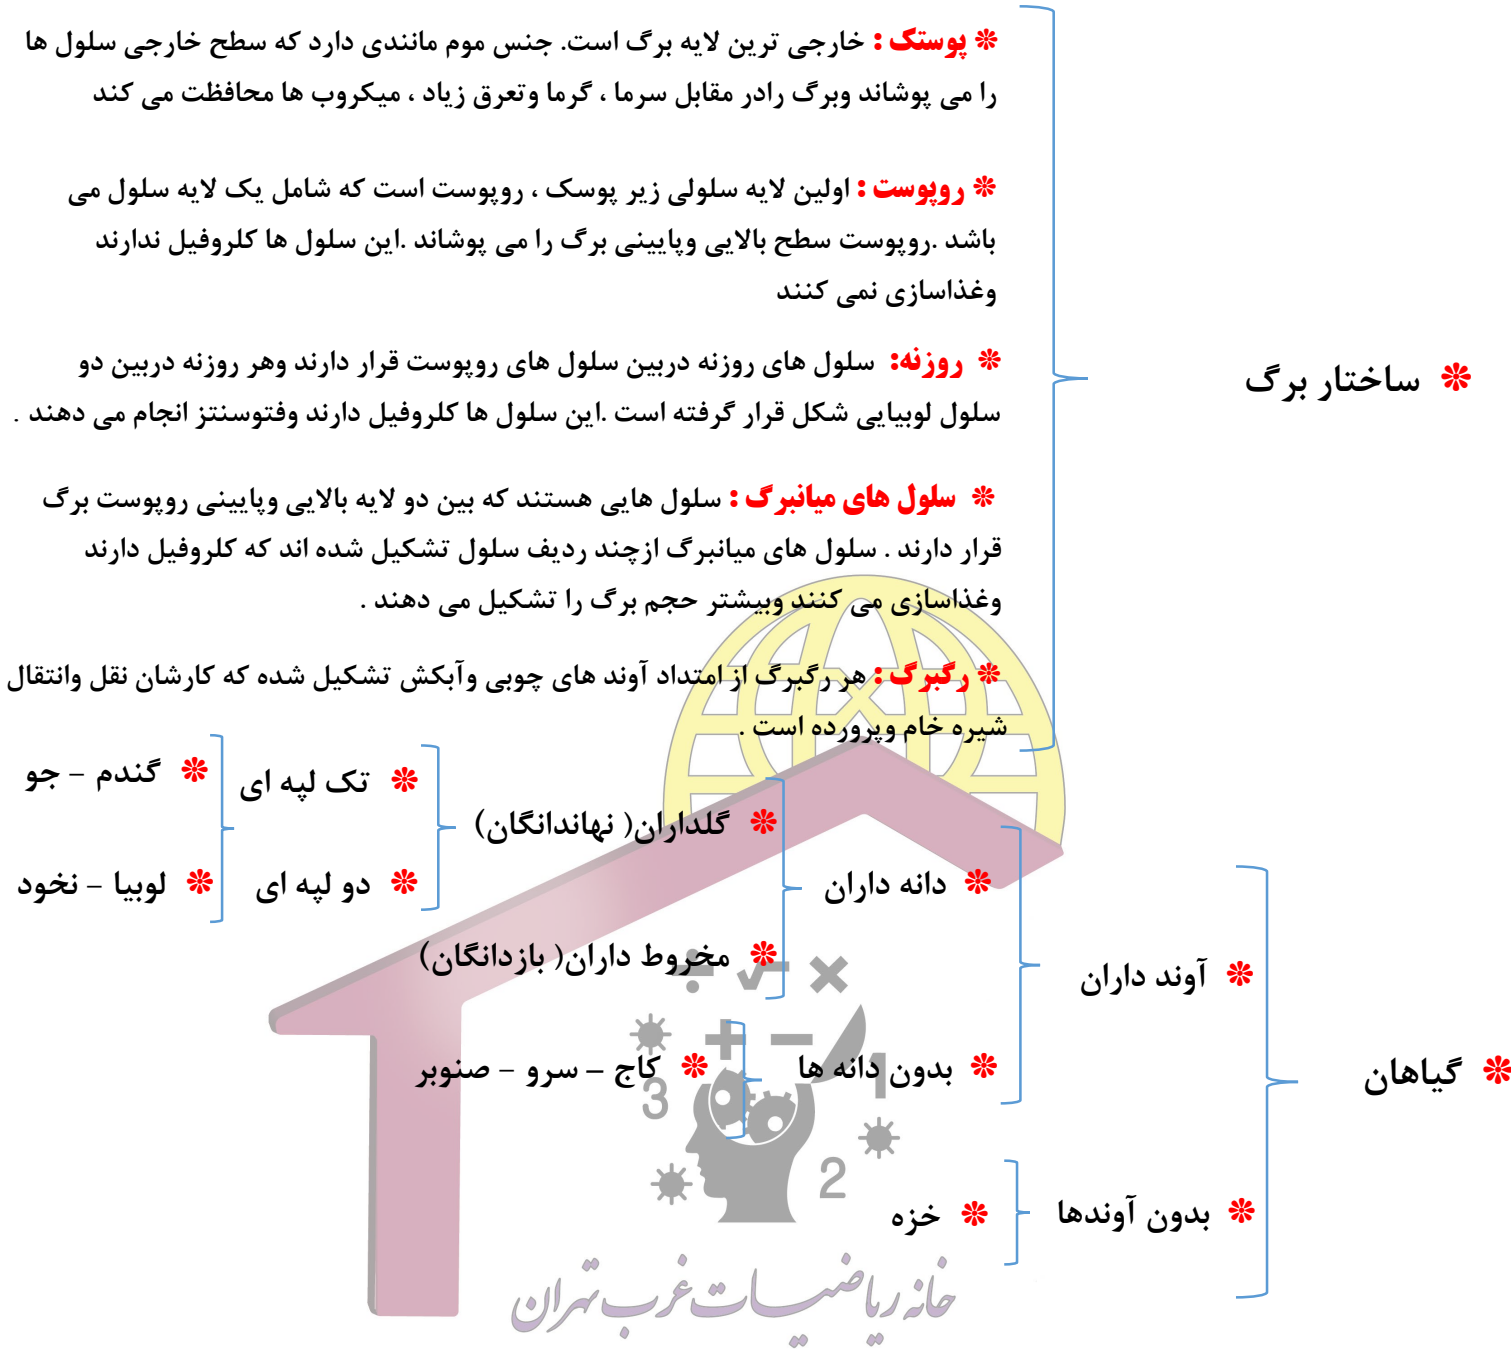 ❊ پوستک : خارجی ترین لایه برگ است. جنس موم مانندی دارد که سطح خارجی سلول ها
را می پوشاند وبرگ رادر مقابل سرما ، گرما وتعرق زیاد ، میکروب ها محافظت می کند
❊ روپوست : اولین لایه سلولی زیر پوسک ، روپوست است که شامل یک لایه سلول می
باشد .روپوست سطح بالایی وپایینی برگ را می پوشاند .این سلول ها کلروفیل ندارند
وغذاسازی نمی کنند
❊ روزنه: سلول های روزنه دربین سلول های روپوست قرار دارند وهر روزنه دربین دو
سلول لوبیایی شکل قرار گرفته است .این سلول ها کلروفیل دارند وفتوسنتز انجام می دهند .
❊ ساختار برگ
❊ سلول های میانبرگ : سلول هایی هستند که بین دو لایه بالایی وپایینی روپوست برگ
قرار دارند . سلول های میانبرگ ازچند ردیف سلول تشکیل شده اند که کلروفیل دارند
وغذاسازی می کنند وبیشتر حجم برگ را تشکیل می دهند .
❊ رگبرگ : هر رگبرگ از امتداد آوند های چوبی وآبکش تشکیل شده که کارشان نقل وانتقال
شیره خام وپرورده است .
❊ گیاهان
❊ آوند داران
❊ دانه داران
❊ گلداران( نهاندانگان)
❊ تک لپه ای
❊ گندم - جو
❊ دو لپه ای
❊ لوبیا - نخود
❊ مخروط داران( بازدانگان)
❊ بدون دانه ها
❊ کاج – سرو - صنوبر
❊ بدون آوندها
❊ خزه
÷ √ ×
+ −
1
3
2
خانه ریاضیات غرب تهران